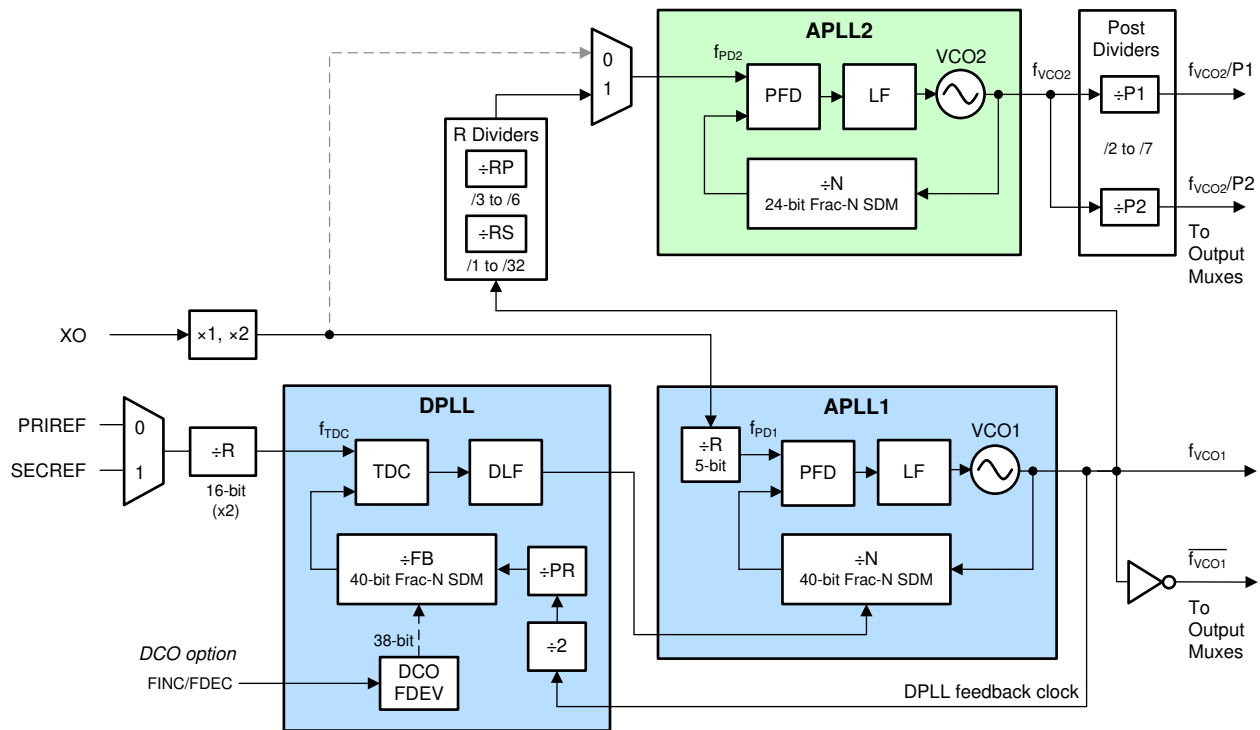 APLL2
Post
Dividers
0
1
fPD2
VCO2
fVCO2
fVCO2/P1
PFD
LF
÷P1
R Dividers
÷RP
/3 to /6
÷RS
/1 to /32
÷N
24-bit Frac-N SDM
/2 to /7
÷P2
fVCO2/P2
To
Output
Muxes
XO
×1, ×2
DPLL
APLL1
PRIREF
SECREF
0
1
÷R
16-bit
(x2)
fTDC
TDC
DLF
÷R
5-bit
fPD1
PFD
LF
VCO1
fVCO1
÷FB
40-bit Frac-N SDM
÷PR
÷N
40-bit Frac-N SDM
fVCO1
To
Output
Muxes
38-bit
÷2
DCO option
FINC/FDEC
DCO
FDEV
DPLL feedback clock